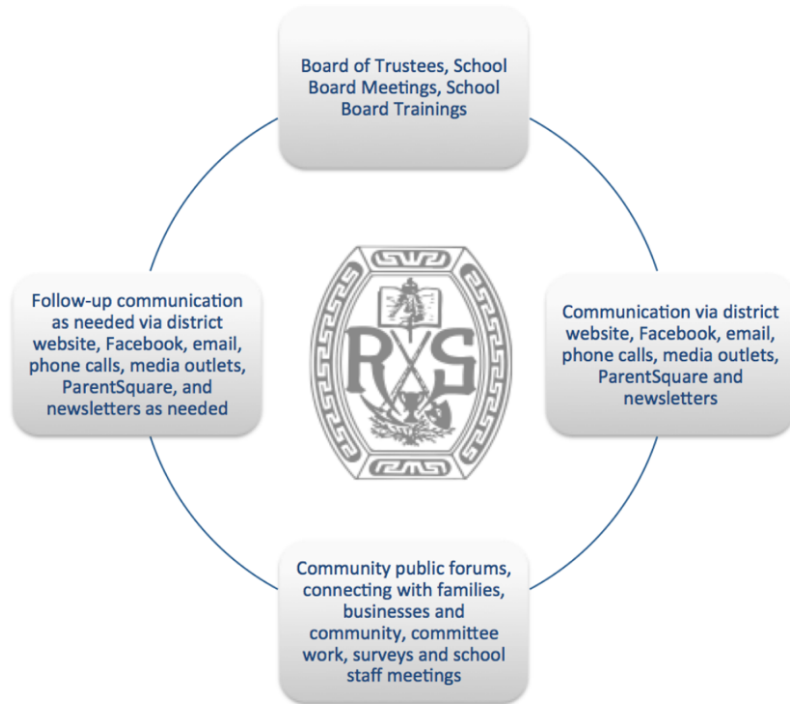 Board of Trustees, School
Board Meetings, School
Board Trainings
Communication via district
website, Facebook, email,
phone calls, media outlets,
ParentSquare and
newsletters
Community public forums,
connecting with families,
businesses and
community, committee
work, surveys and school
staff meetings
Follow-up communication
as needed via district
website, Facebook, email,
phone calls, media outlets,
ParentSquare, and
newsletters as needed
R S